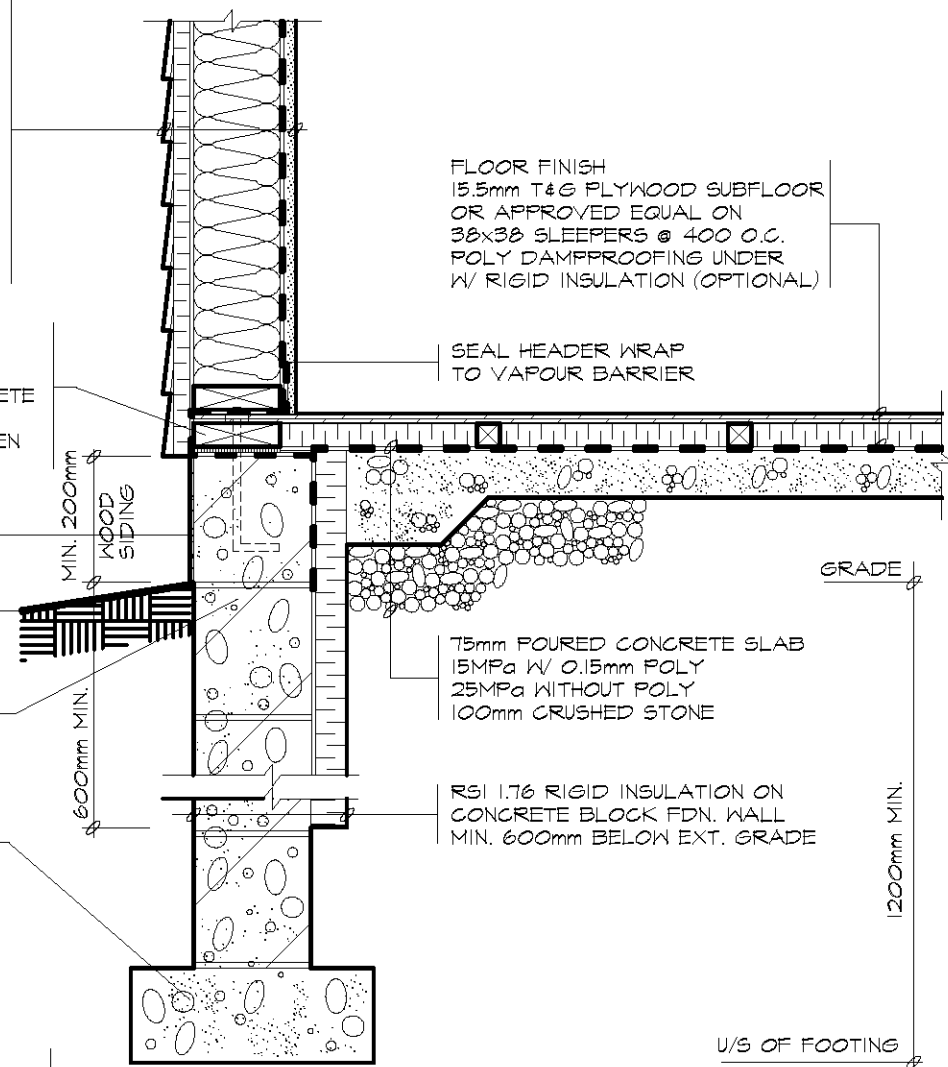 FLOOR FINISH
15.5mm T&G PLYWOOD SUBFLOOR
OR APPROVED EQUAL ON
38x38 SLEEPERS @ 400 O.C.
POLY DAMPPROOFING UNDER
W/ RIGID INSULATION (OPTIONAL)
SEAL HEADER WRAP
TO VAPOUR BARRIER
ETE
EN
MIN. 200mm
WOOD
SIDING
GRADE
75mm POURED CONCRETE SLAB
15MPa W/ 0.15mm POLY
25MPa WITHOUT POLY
100mm CRUSHED STONE
600mm MIN.
RSI 1.76 RIGID INSULATION ON
CONCRETE BLOCK FDN. WALL
MIN. 600mm BELOW EXT. GRADE
1200mm MIN.
U/S OF FOOTING